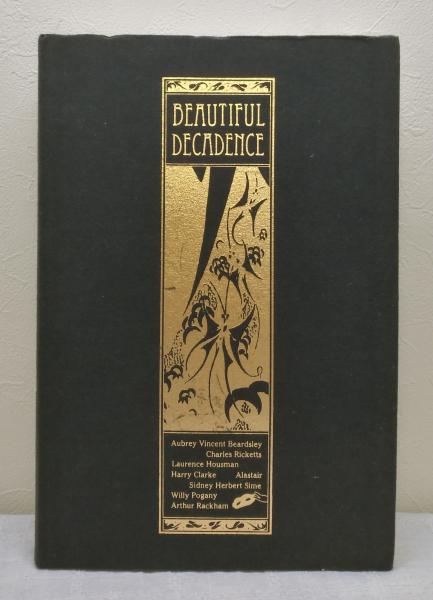 BEAUTIFUL
DECADENCE
Aubrey Vincent Beardsley
Charles Ricketts
Laurence Housman
Harry Clarke Alastair
Sidney Herbert Sime
Willy Pogany
Arthur Rackham